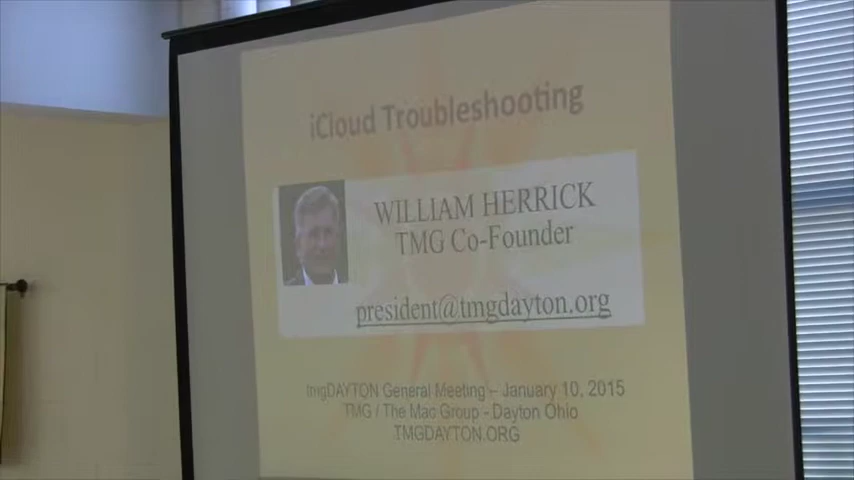 iCloud Troubleshooting
WILLIAM HERRICK
TMG Co-Founder
president@tmgdayton.org
tmgDAYTON General Meeting – January 10, 2015
TMG / The Mac Group - Dayton Ohio
TMGDAYTON.ORG